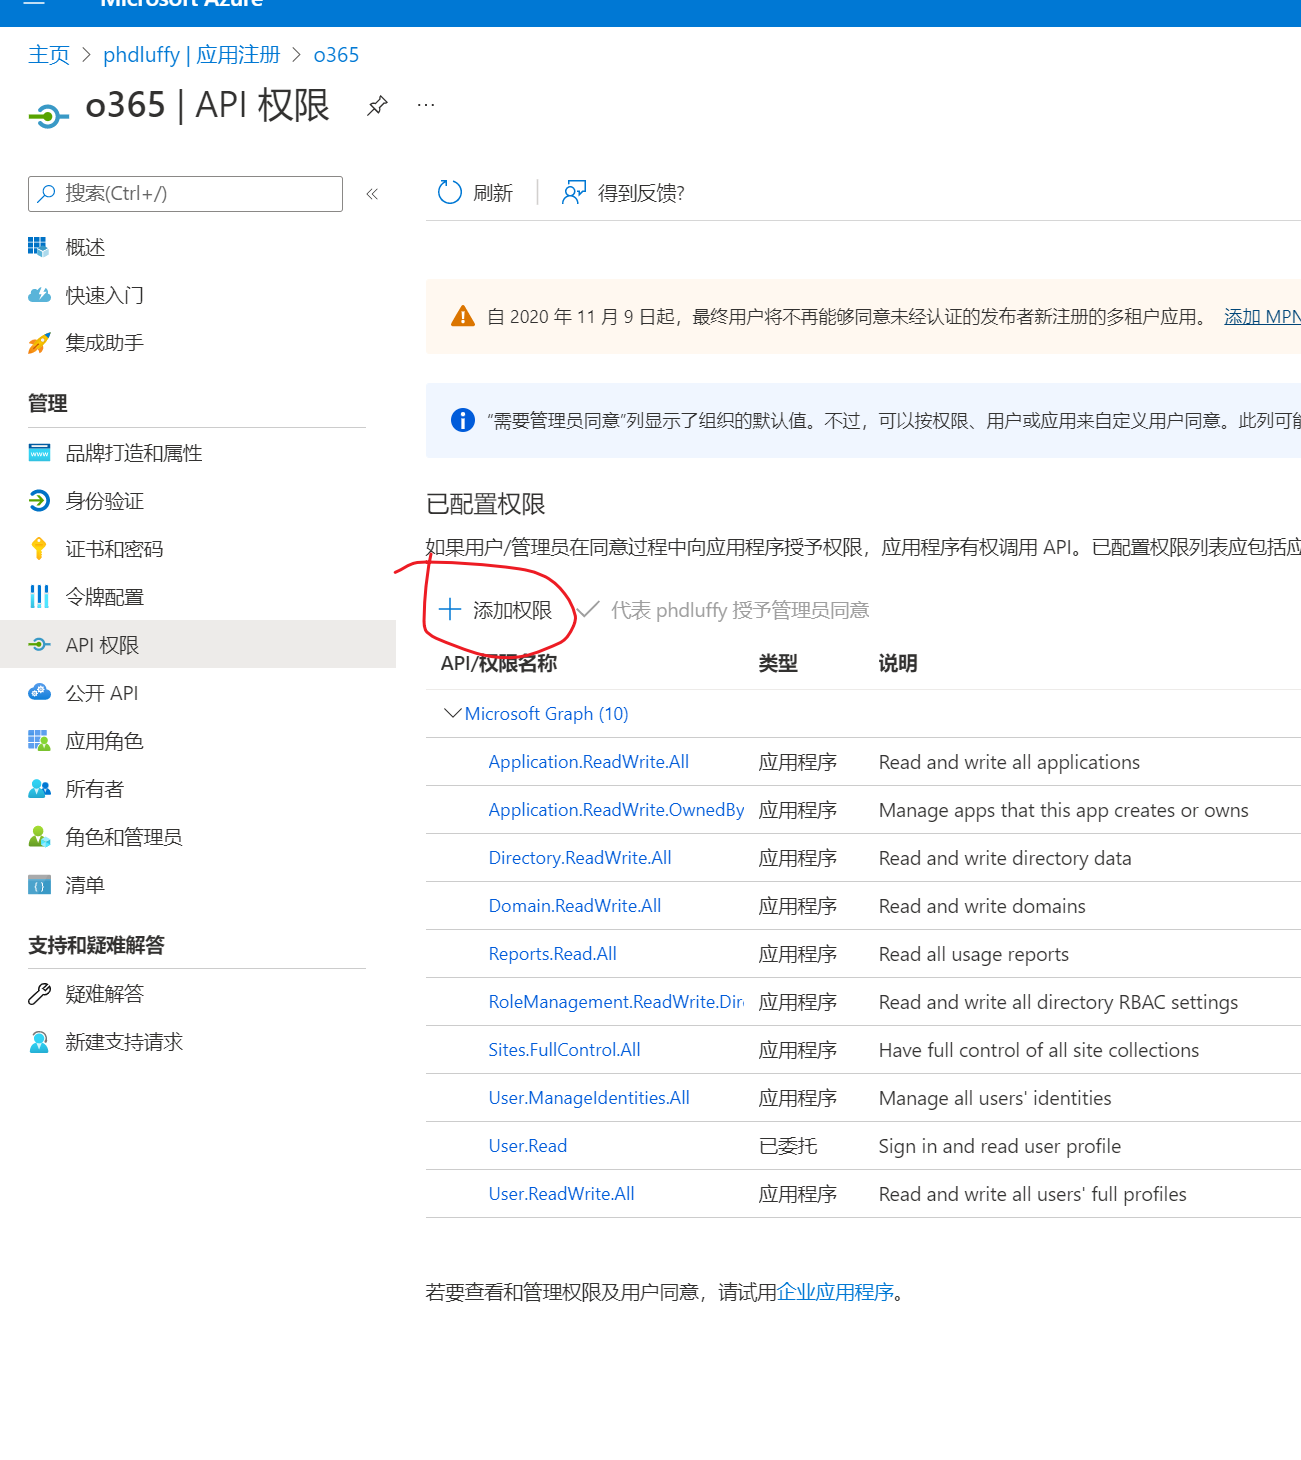 Microsoft Azure
主页 > phdluffy | 应用注册 > o365
o365 | API 权限 ...
搜索(Ctrl+/) «
概述
快速入门
集成助手
管理
品牌打造和属性
身份验证
证书和密码
令牌配置
API 权限
公开 API
应用角色
所有者
角色和管理员
清单
支持和疑难解答
疑难解答
新建支持请求
刷新 | 得到反馈?
自 2020 年 11 月 9 日起，最终用户将不再能够同意未经认证的发布者新注册的多租户应用。 添加 MPN
“需要管理员同意”列显示了组织的默认值。不过，可以按权限、用户或应用来自定义用户同意。此列可能
已配置权限
如果用户/管理员在同意过程中向应用程序授予权限，应用程序有权调用 API。已配置权限列表应包括应
添加权限 代表 phdluffy 授予管理员同意
API/权限名称 类型 说明
Microsoft Graph (10)
Application.ReadWrite.All 应用程序 Read and write all applications
Application.ReadWrite.OwnedBy 应用程序 Manage apps that this app creates or owns
Directory.ReadWrite.All 应用程序 Read and write directory data
Domain.ReadWrite.All 应用程序 Read and write domains
Reports.Read.All 应用程序 Read all usage reports
RoleManagement.ReadWrite.Dire 应用程序 Read and write all directory RBAC settings
Sites.FullControl.All 应用程序 Have full control of all site collections
User.ManageIdentities.All 应用程序 Manage all users' identities
User.Read 已委托 Sign in and read user profile
User.ReadWrite.All 应用程序 Read and write all users' full profiles
若要查看和管理权限及用户同意，请试用企业应用程序。